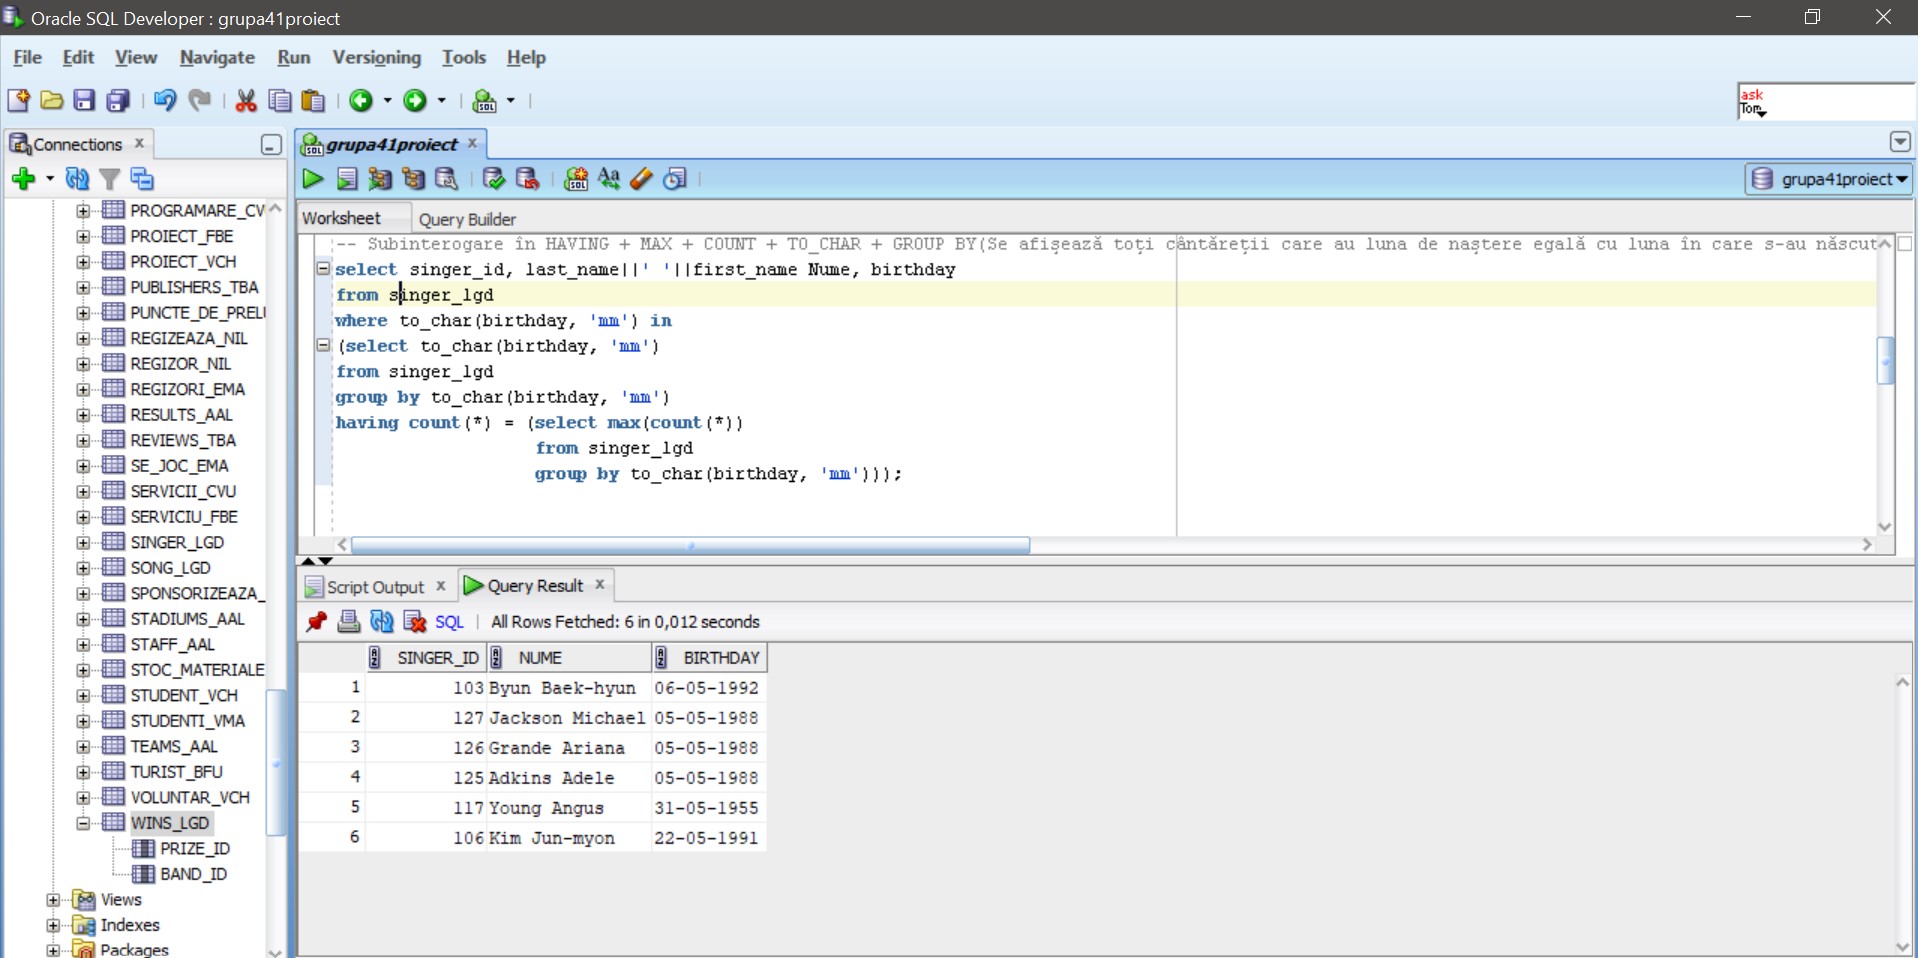 Oracle SQL Developer : grupa41proiect
File Edit View Navigate Run Versioning Tools Help
ask
Tom
Connections
grupa41proiect
grupa41proiect
Worksheet Query Builder
PROGRAMARE_CV
PROIECT_FBE
PROIECT_VCH
PUBLISHERS_TBA
PUNCTE_DE_PREL
REGIZEAZA_NIL
REGIZOR_NIL
REGIZORI_EMA
RESULTS_AAL
REVIEWS_TBA
SE_JOC_EMA
SERVICII_CVU
SERVICIU_FBE
SINGER_LGD
SONG_LGD
SPONSORIZEAZA_
STADIUMS_AAL
STAFF_AAL
STOC_MATERIALE
STUDENT_VCH
STUDENTI_VMA
TEAMS_AAL
TURIST_BFU
VOLUNTAR_VCH
WINS_LGD
PRIZE_ID
BAND_ID
Views
Indexes
Packages
-- Subinterogare în HAVING + MAX + COUNT + TO_CHAR + GROUP BY(Se afișează toți cântăreții care au luna de naștere egală cu luna în care s-au născut
select singer_id, last_name||' '||first_name Nume, birthday
from singer_lgd
where to_char(birthday, 'mm') in
(select to_char(birthday, 'mm')
from singer_lgd
group by to_char(birthday, 'mm')
having count(*) = (select max(count(*))
from singer_lgd
group by to_char(birthday, 'mm')));
Script Output Query Result
SQL All Rows Fetched: 6 in 0,012 seconds
SINGER_ID NUME BIRTHDAY
1 103 Byun Baek-hyun 06-05-1992
2 127 Jackson Michael 05-05-1988
3 126 Grande Ariana 05-05-1988
4 125 Adkins Adele 05-05-1988
5 117 Young Angus 31-05-1955
6 106 Kim Jun-myon 22-05-1991